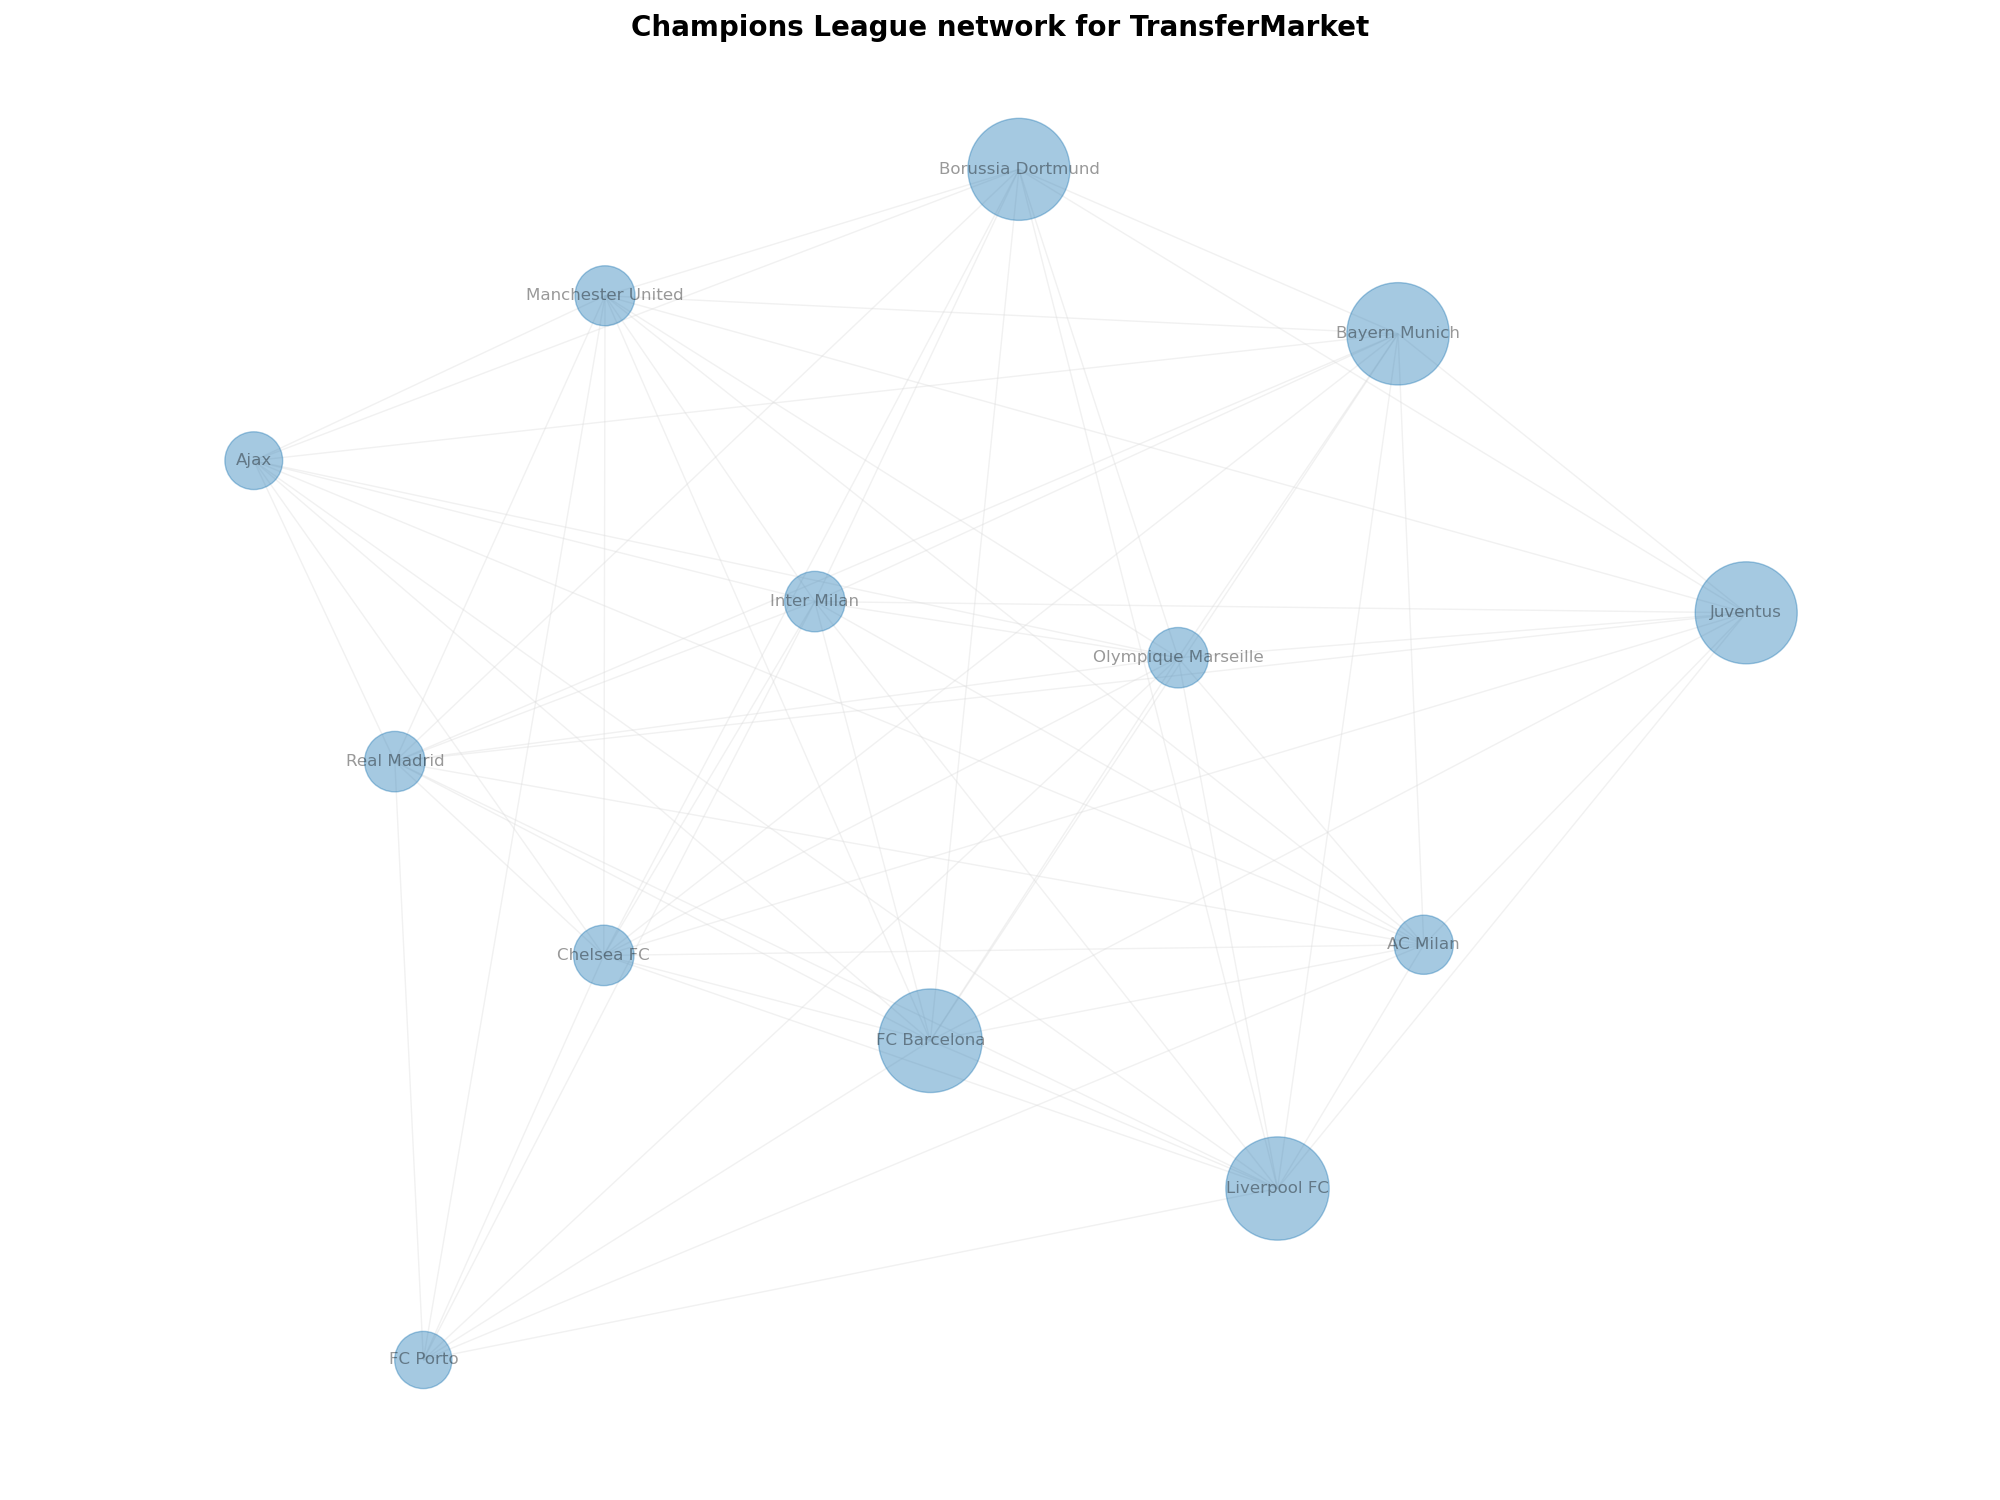 Champions League network for TransferMarket
Borussia Dortmund
Manchester United
Bayern Munich
Ajax
Inter Milan
Juventus
Olympique Marseille
Real Madrid
AC Milan
Chelsea FC
FC Barcelona
Liverpool FC
FC Porto